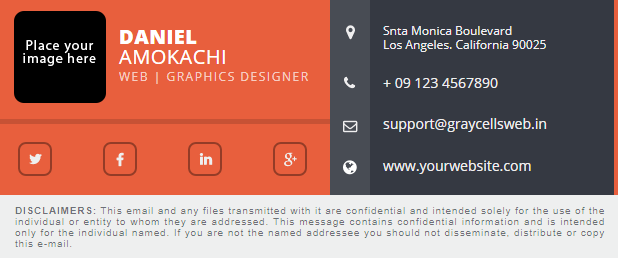 Place your
image here
DANIEL
AMOKACHI
WEB | GRAPHICS DESIGNER
Snta Monica Boulevard
Los Angeles. California 90025
+ 09 123 4567890
support@graycellsweb.in
www.yourwebsite.com
DISCLAIMERS: This email and any files transmitted with it are confidential and intended solely for the use of the
individual or entity to whom they are addressed. This message contains confidential information and is intended
only for the individual named. If you are not the named addressee you should not disseminate, distribute or copy
this e-mail.